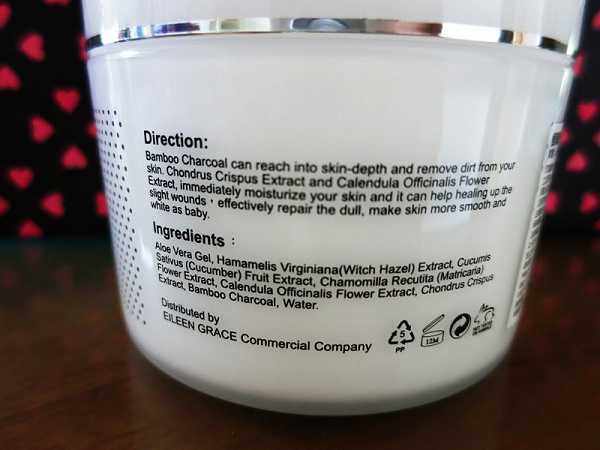 Direction:
Bamboo Charcoal can reach into skin-depth and remove dirt from your
skin. Chondrus Crispus Extract and Calendula Officinalis Flower
Extract, immediately moisturize your skin and it can help healing up the
slight wounds，effectively repair the dull, make skin more smooth and
white as baby.
Ingredients：
Aloe Vera Gel, Hamamelis Virginiana(Witch Hazel) Extract, Cucumis
Sativus (Cucumber) Fruit Extract, Chamomilla Recutita (Matricaria)
Flower Extract, Calendula Officinalis Flower Extract, Chondrus Crispus
Extract, Bamboo Charcoal, Water.
Distributed by
EILEEN GRACE Commercial Company
5
PP
12M